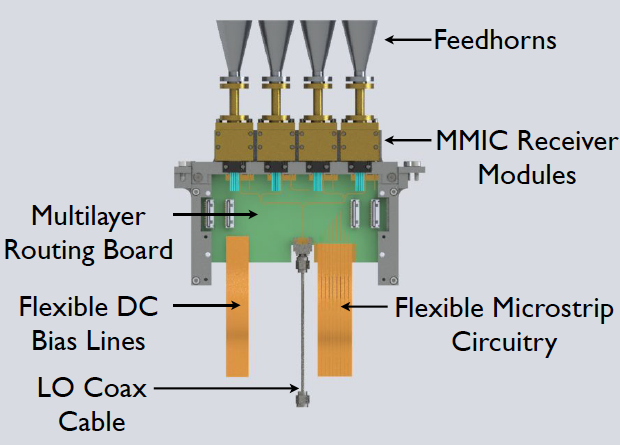 Feedhorns
MMIC Receiver
Modules
Multilayer
Routing Board
Flexible DC
Bias Lines
Flexible Microstrip
Circuitry
LO Coax
Cable